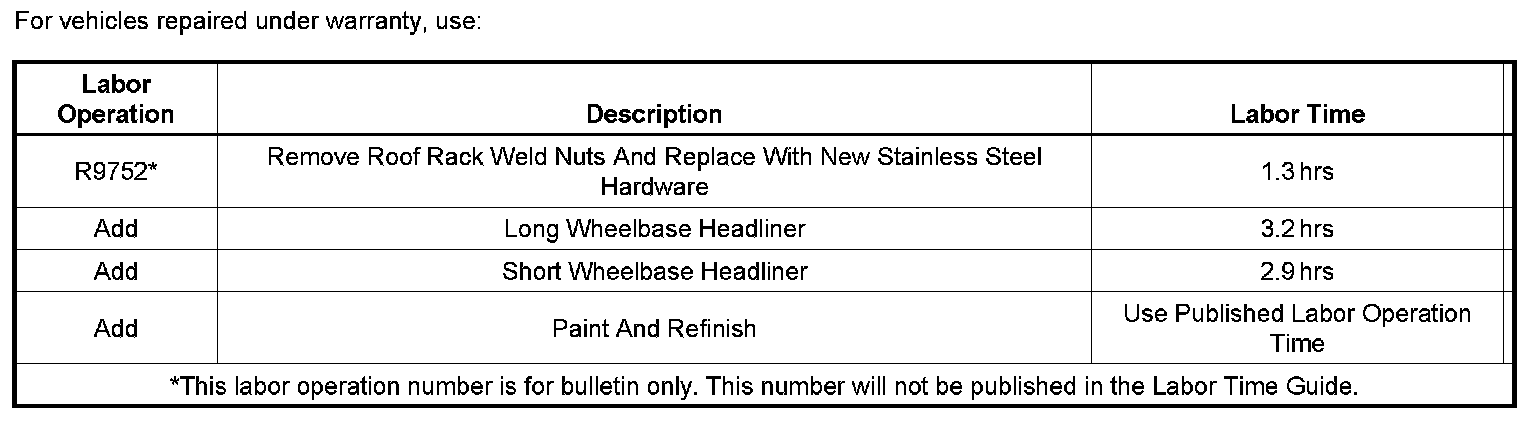 For vehicles repaired under warranty, use:
Labor
Operation
Description
Labor Time
R9752*
Remove Roof Rack Weld Nuts And Replace With New Stainless Steel
Hardware
1.3 hrs
Add
Long Wheelbase Headliner
3.2 hrs
Add
Short Wheelbase Headliner
2.9 hrs
Add
Paint And Refinish
Use Published Labor Operation
Time
*This labor operation number is for bulletin only. This number will not be published in the Labor Time Guide.